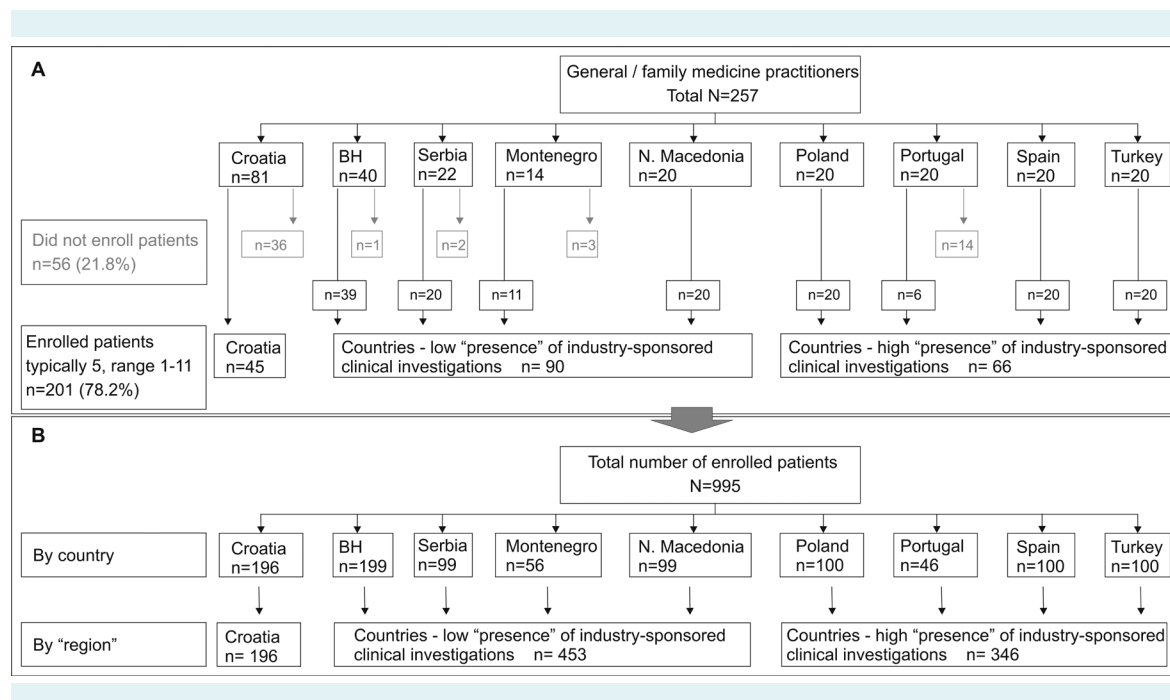 A
General / family medicine practitioners
Total N=257
Croatia
n=81
BH
n=40
Serbia
n=22
Montenegro
n=14
N. Macedonia
n=20
Poland
n=20
Portugal
n=20
Spain
n=20
Turkey
n=20
Did not enroll patients
n=56 (21.8%)
n=36
n=1
n=2
n=3
n=14
n=39
n=20
n=11
n=20
n=20
n=6
n=20
n=20
Enrolled patients
typically 5, range 1-11
n=201 (78.2%)
Croatia
n=45
Countries - low “presence” of industry-sponsored
clinical investigations n= 90
Countries - high “presence” of industry-sponsored
clinical investigations n= 66
B
Total number of enrolled patients
N=995
By country
Croatia
n=196
BH
n=199
Serbia
n=99
Montenegro
n=56
N. Macedonia
n=99
Poland
n=100
Portugal
n=46
Spain
n=100
Turkey
n=100
By “region”
Croatia
n= 196
Countries - low “presence” of industry-sponsored
clinical investigations n= 453
Countries - high “presence” of industry-sponsored
clinical investigations n= 346